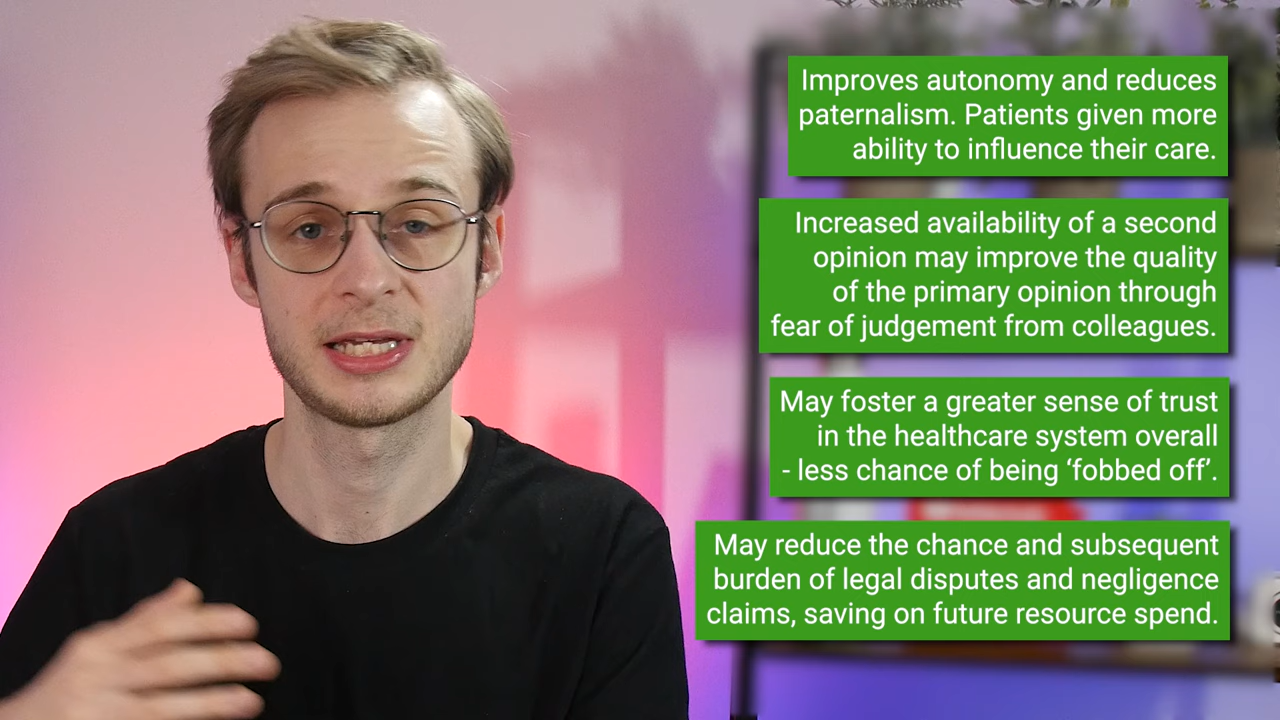 Improves autonomy and reduces
paternalism. Patients given more
ability to influence their care.
Increased availability of a second
opinion may improve the quality
of the primary opinion through
fear of judgement from colleagues.
May foster a greater sense of trust
in the healthcare system overall
- less chance of being ‘fobbed off’.
May reduce the chance and subsequent
burden of legal disputes and negligence
claims, saving on future resource spend.